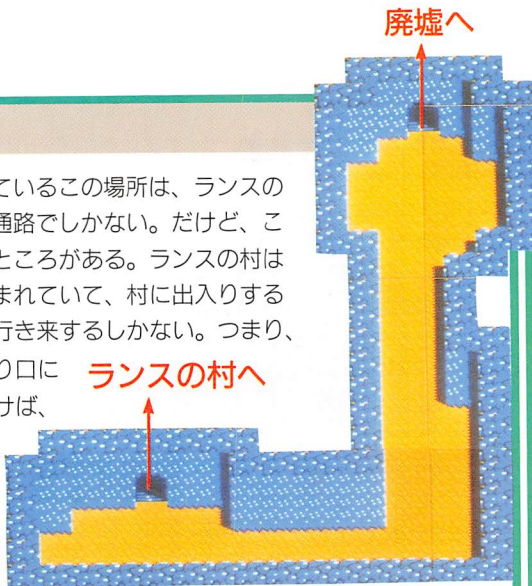 廃墟へ
ているこの場所は、ランスの
通路でしかない。だけど、こ
ところがある。ランスの村は
まれていて、村に出入りする
行き来するしかない。つまり、
り口に
けば、
ランスの村へ